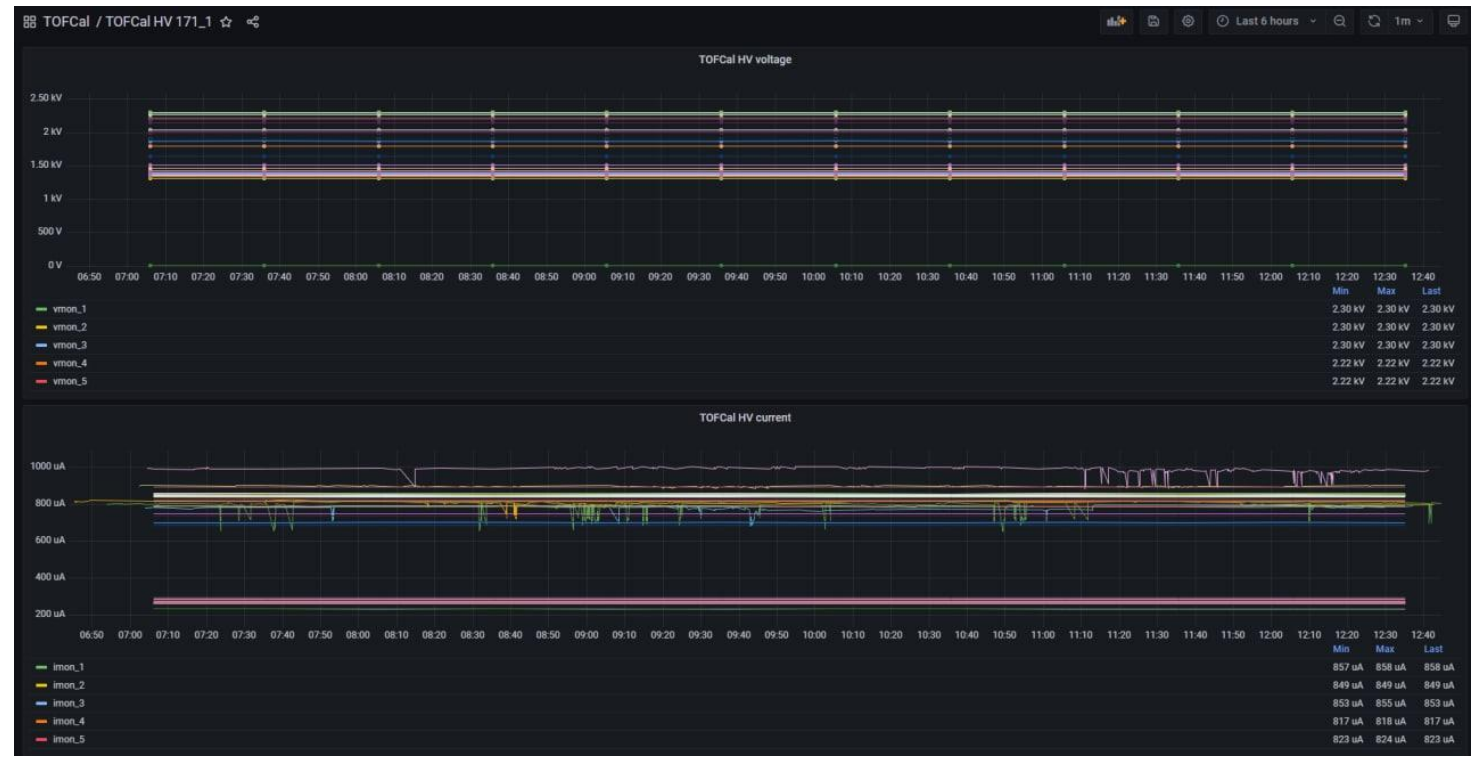 TOFCal / TOFCal HV 171_1 Last 6 hours 1m
TOFCal HV voltage
2.50 kV
2 kV
1.50 kV
1 kV
500 V
0 V
06:50 07:00 07:10 07:20 07:30 07:40 07:50 08:00 08:10 08:20 08:30 08:40 08:50 09:00 09:10 09:20 09:30 09:40 09:50 10:00 10:10 10:20 10:30 10:40 10:50 11:00 11:10 11:20 11:30 11:40 11:50 12:00 12:10 12:20 12:30 12:40
Min Max Last
vmon_1 2.30 kV 2.30 kV 2.30 kV
vmon_2 2.30 kV 2.30 kV 2.30 kV
vmon_3 2.30 kV 2.30 kV 2.30 kV
vmon_4 2.22 kV 2.22 kV 2.22 kV
vmon_5 2.22 kV 2.22 kV 2.22 kV
TOFCal HV current
1000 uA
800 uA
600 uA
400 uA
200 uA
06:50 07:00 07:10 07:20 07:30 07:40 07:50 08:00 08:10 08:20 08:30 08:40 08:50 09:00 09:10 09:20 09:30 09:40 09:50 10:00 10:10 10:20 10:30 10:40 10:50 11:00 11:10 11:20 11:30 11:40 11:50 12:00 12:10 12:20 12:30 12:40
Min Max Last
imon_1 857 uA 858 uA 858 uA
imon_2 849 uA 849 uA 849 uA
imon_3 853 uA 855 uA 853 uA
imon_4 817 uA 818 uA 817 uA
imon_5 823 uA 824 uA 823 uA